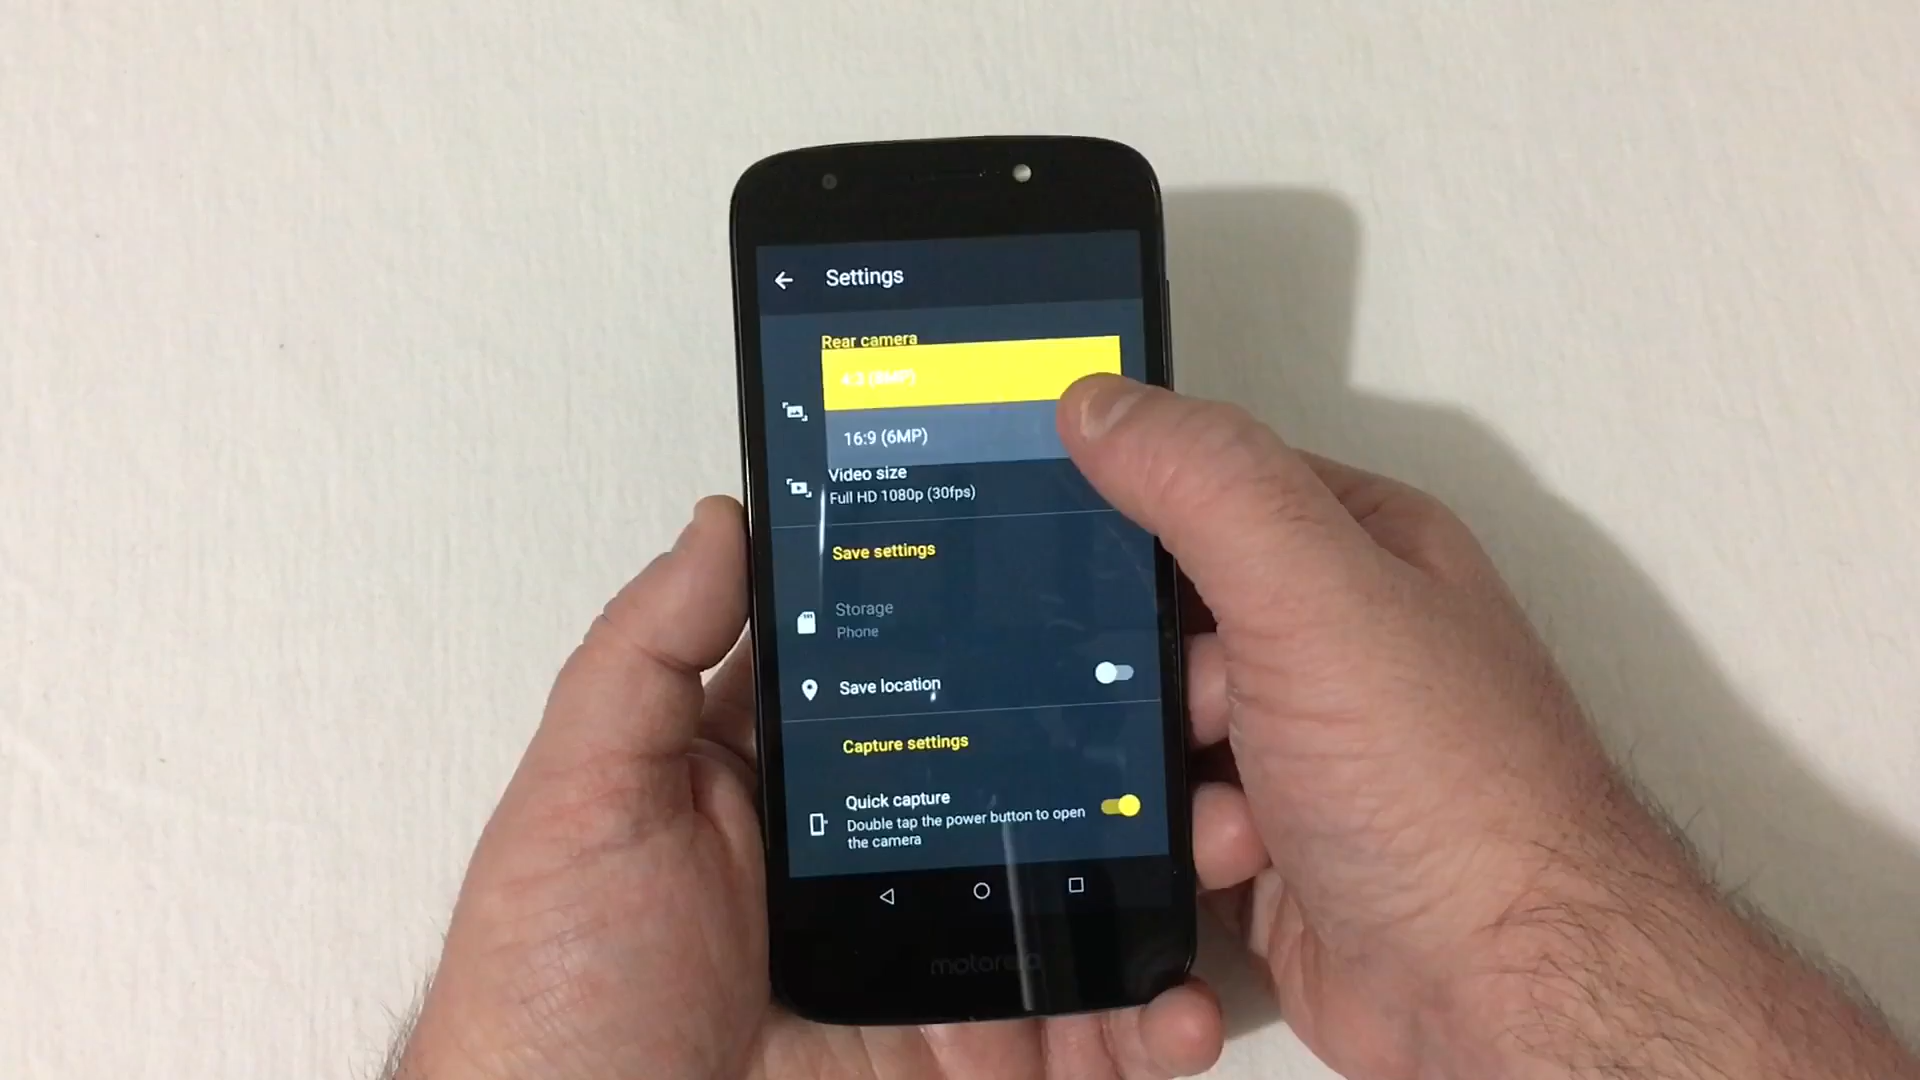 Settings
Rear camera
4:3 (8MP)
16:9 (6MP)
Video size
Full HD 1080p (30fps)
Save settings
Storage
Phone
Save location
Capture settings
Quick capture
Double tap the power button to open
the camera
motorola